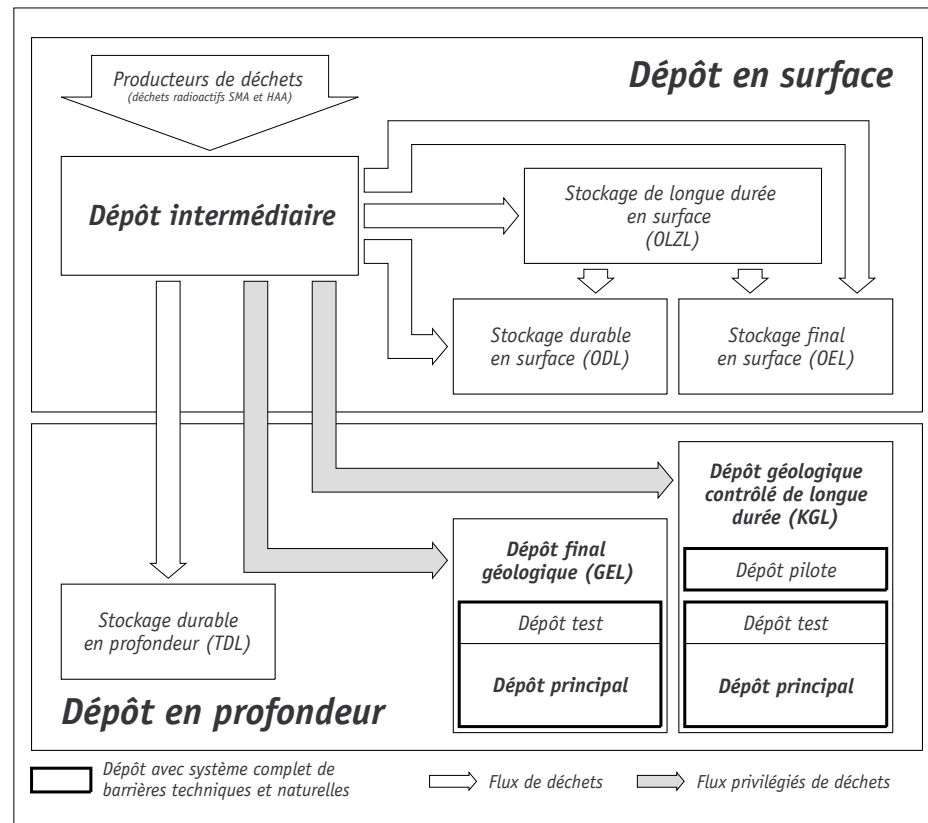 Producteurs de déchets
(déchets radioactifs SMA et HAA)
Dépôt en surface
Dépôt intermédiaire
Stockage de longue durée
en surface
(OLZL)
Stockage durable
en surface (ODL)
Stockage final
en surface (OEL)
Dépôt géologique
contrôlé de longue
durée (KGL)
Dépôt final
géologique (GEL)
Dépôt pilote
Stockage durable
en profondeur (TDL)
Dépôt test
Dépôt test
Dépôt principal
Dépôt principal
Dépôt en profondeur
Dépôt avec système complet de
barrières techniques et naturelles
Flux de déchets
Flux privilégiés de déchets